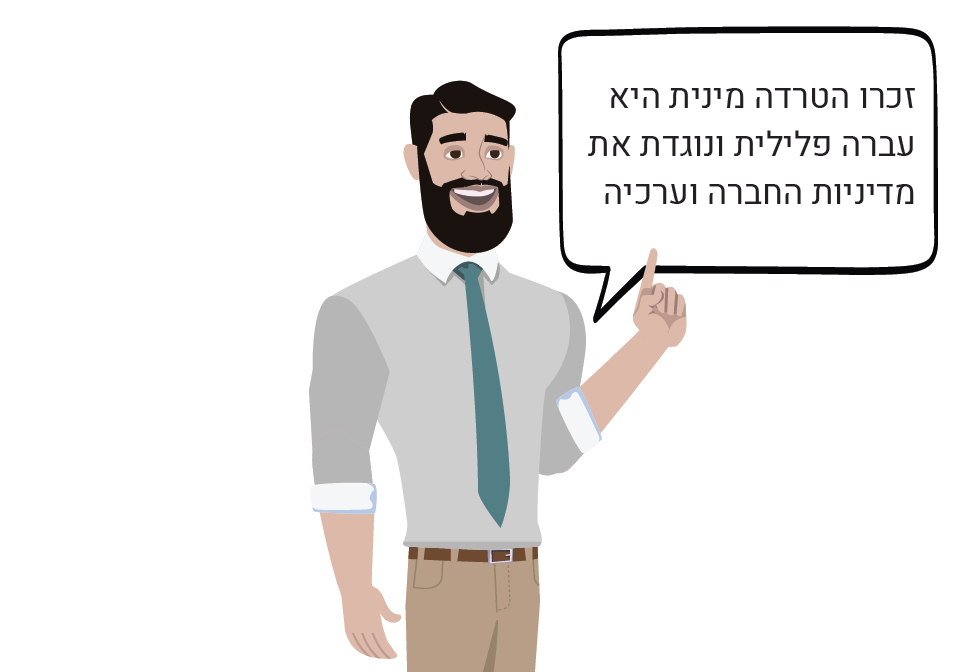 זכרו הטרדה מינית היא
עברה פלילית ונוגדת את
מדיניות החברה וערכיה